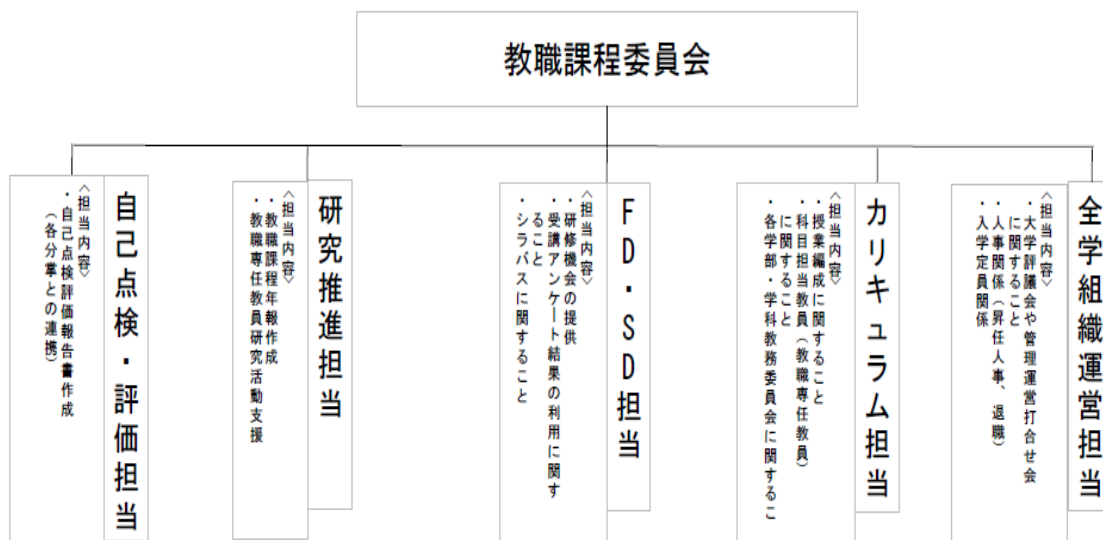 教職課程委員会
全学組織運営担当
〈担当内容〉
・大学評議会や管理運営打合せ会
に関すること
・人事関係(昇任人事、退職)
・入学定員関係
カリキュラム担当
〈担当内容〉
・授業編成に関すること
・科目担当教員(教職専任教員)
に関すること
・各学部・学科教務委員会に関するこ
FD・SD担当
〈担当内容〉
・研修機会の提供
・受講アンケート結果の利用に関す
ること
・シラバスに関すること
研究推進担当
〈担当内容〉
・教職課程年報作成
・教職専任教員研究活動支援
自己点検・評価担当
〈担当内容〉
・自己点検評価報告書作成
(各分掌との連携)